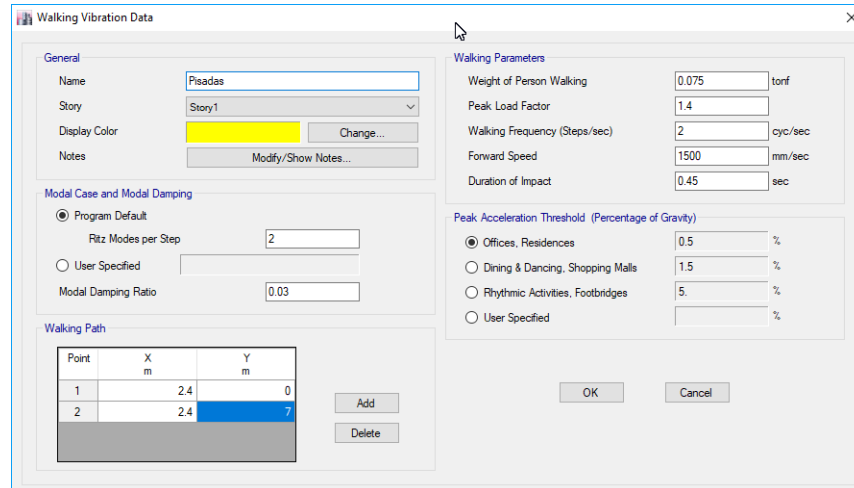 Walking Vibration Data
General
Name Pisadas
Story Story1
Display Color Change...
Notes Modify/Show Notes...
Modal Case and Modal Damping
Program Default
Ritz Modes per Step 2
User Specified
Modal Damping Ratio 0.03
Walking Path
Point X Y
m m
1 2.4 0
2 2.4 7
Add
Delete
Walking Parameters
Weight of Person Walking 0.075 tonf
Peak Load Factor 1.4
Walking Frequency (Steps/sec) 2 cyc/sec
Forward Speed 1500 mm/sec
Duration of Impact 0.45 sec
Peak Acceleration Threshold (Percentage of Gravity)
Offices, Residences 0.5 %
Dining & Dancing, Shopping Malls 1.5 %
Rhythmic Activities, Footbridges 5. %
User Specified %
OK Cancel